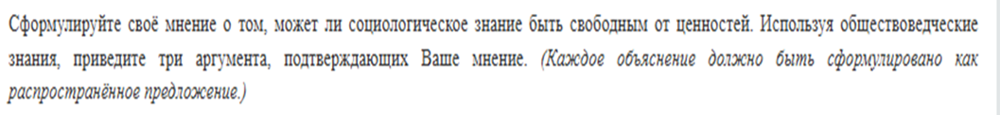 Сформулируйте своё мнение о том, может ли социологическое знание быть свободным от ценностей. Используя обществоведческие
знания, приведите три аргумента, подтверждающих Ваше мнение. (Каждое объяснение должно быть сформулировано как
распространённое предложение.)